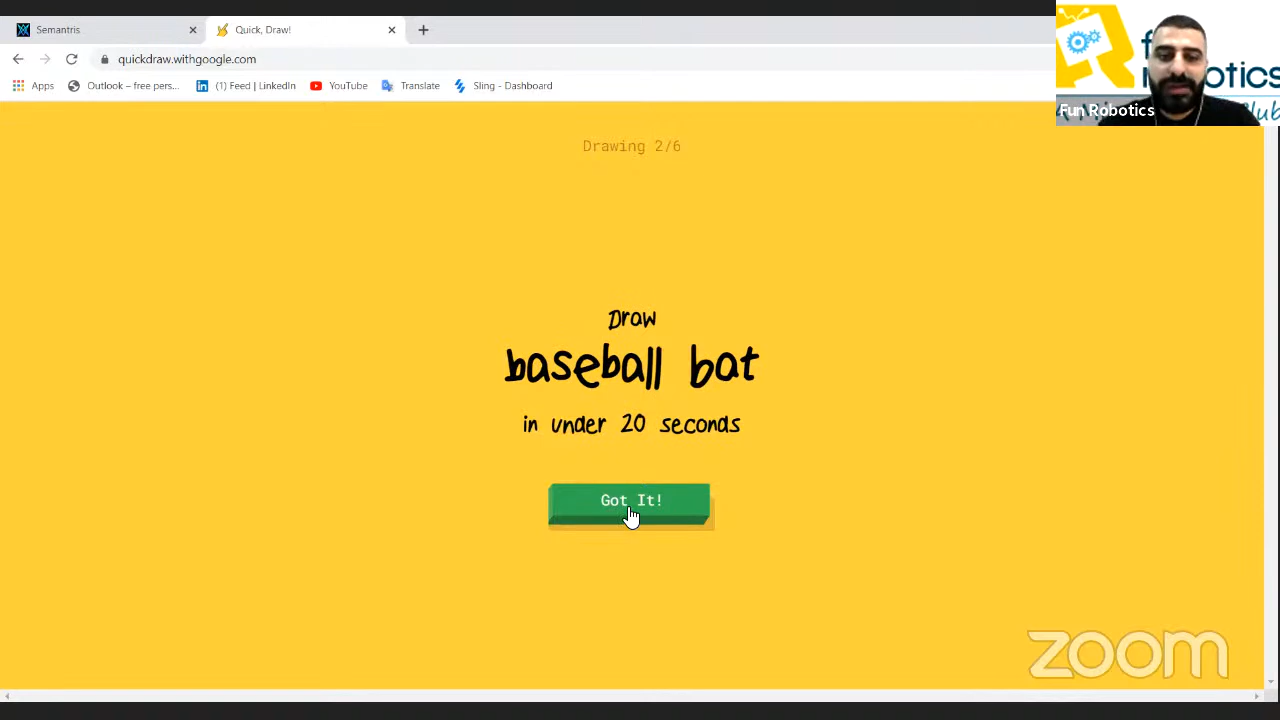 Semantris
Quick, Draw!
quickdraw.withgoogle.com
Apps
Outlook – free pers...
(1) Feed | LinkedIn
YouTube
Translate
Sling - Dashboard
Fun Robotics
Drawing 2/6
Draw
baseball bat
in under 20 seconds
Got It!
zoom